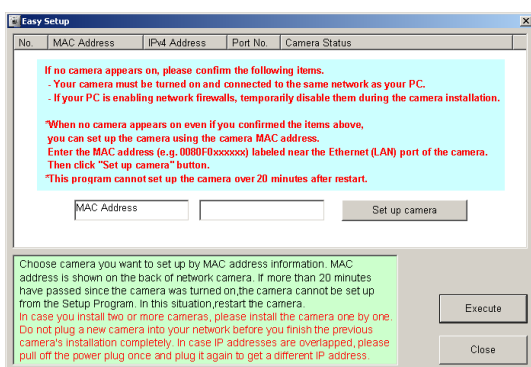 Easy Setup
No. MAC Address IPv4 Address Port No. Camera Status
If no camera appears on, please confirm the following items.
- Your camera must be turned on and connected to the same network as your PC.
- If your PC is enabling network firewalls, temporarily disable them during the camera installation.
*When no camera appears on even if you confirmed the items above,
you can set up the camera using the camera MAC address.
Enter the MAC address (e.g. 0080F0xxxxxx) labeled near the Ethernet (LAN) port of the camera.
Then click "Set up camera" button.
*This program cannot set up the camera over 20 minutes after restart.
MAC Address Set up camera
Choose camera you want to set up by MAC address information. MAC
address is shown on the back of network camera. If more than 20 minutes
have passed since the camera was turned on,the camera cannot be set up
from the Setup Program. In this situation,restart the camera.
In case you install two or more cameras, please install the camera one by one.
Do not plug a new camera into your network before you finish the previous
camera's installation completely. In case IP addresses are overlapped, please
pull off the power plug once and plug it again to get a different IP address.
Execute
Close